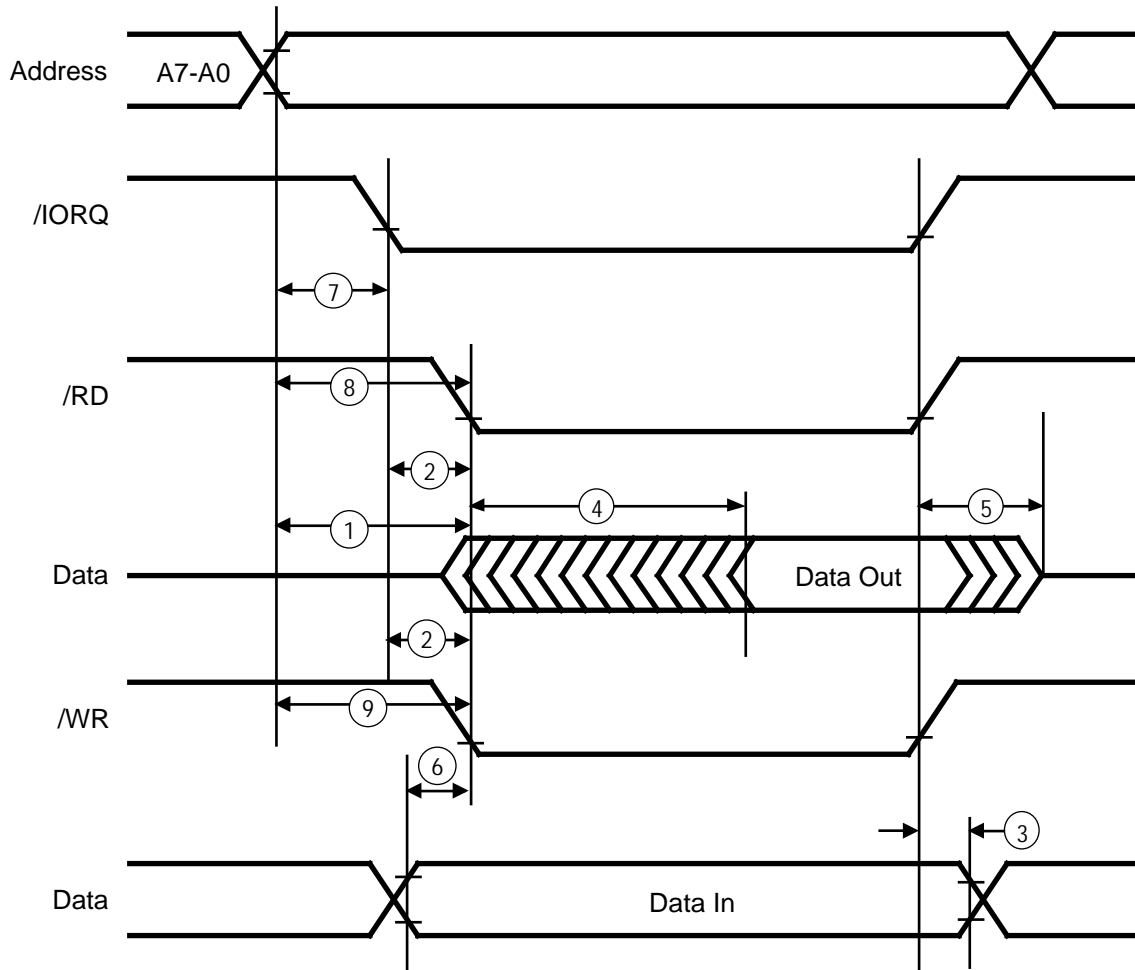 Address A7-A0
/IORQ
7
/RD
8
2
4
5
1
Data Data Out
2
/WR
9
6
3
Data Data In